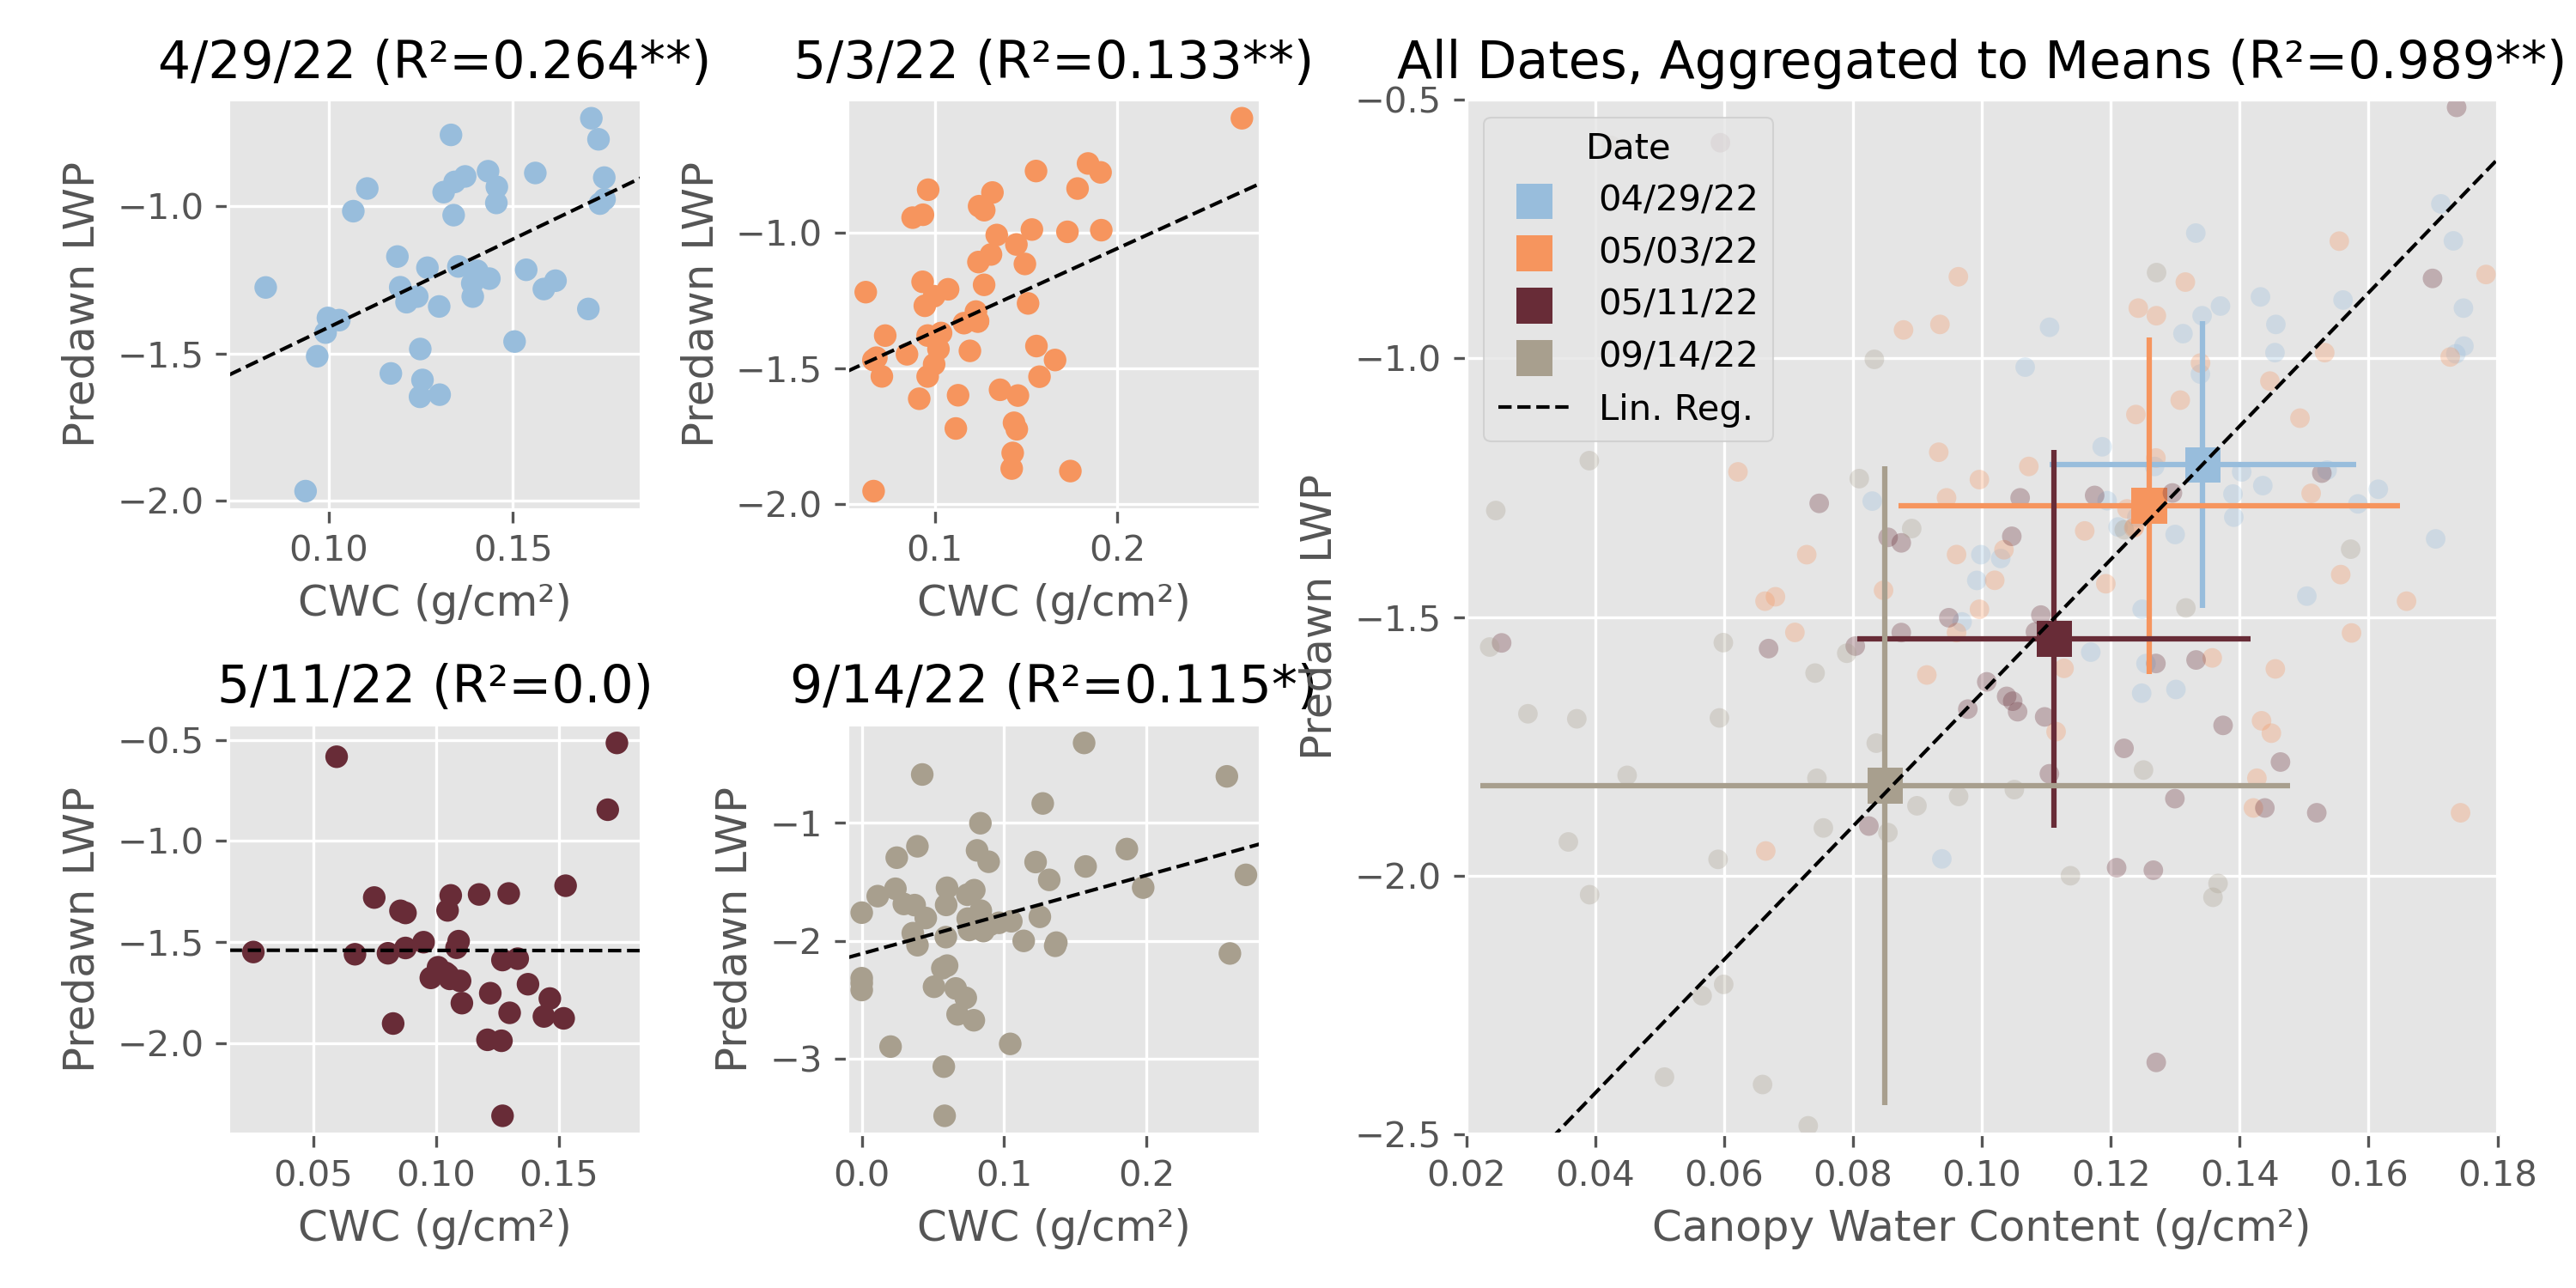 4/29/22 (R²=0.264**)
Predawn LWP
−1.0
−1.5
−2.0
0.10 0.15
CWC (g/cm²)
5/3/22 (R²=0.133**)
Predawn LWP
−1.0
−1.5
−2.0
0.1 0.2
CWC (g/cm²)
5/11/22 (R²=0.0)
Predawn LWP
−0.5
−1.0
−1.5
−2.0
0.05 0.10 0.15
CWC (g/cm²)
9/14/22 (R²=0.115*)
Predawn LWP
−1
−2
−3
0.0 0.1 0.2
CWC (g/cm²)
All Dates, Aggregated to Means (R²=0.989**)
Predawn LWP
−0.5
−1.0
−1.5
−2.0
−2.5
Date
04/29/22
05/03/22
05/11/22
09/14/22
Lin. Reg.
0.02 0.04 0.06 0.08 0.10 0.12 0.14 0.16 0.18
Canopy Water Content (g/cm²)